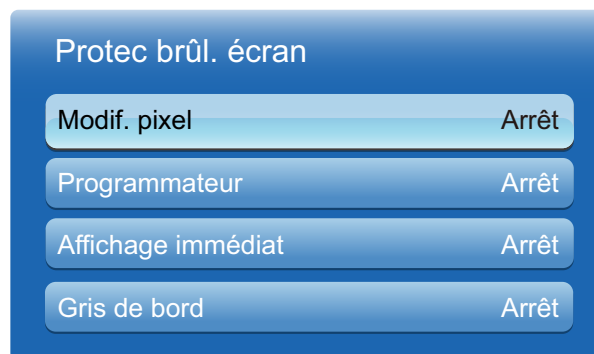 Protec brûl. écran
Modif. pixel Arrêt
Programmateur Arrêt
Affichage immédiat Arrêt
Gris de bord Arrêt